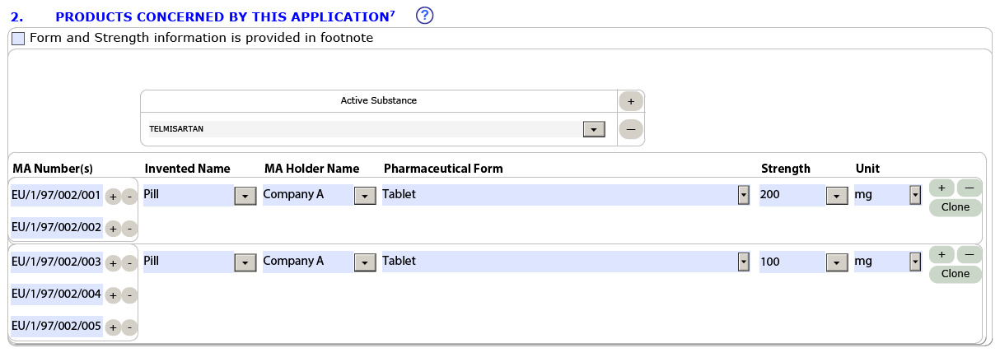 2. PRODUCTS CONCERNED BY THIS APPLICATION7 ?
Form and Strength information is provided in footnote
Active Substance +
TELMISARTAN —
MA Number(s) Invented Name MA Holder Name Pharmaceutical Form Strength Unit
EU/1/97/002/001 + - Pill Company A Tablet 200 mg + —
Clone
EU/1/97/002/002 + -
EU/1/97/002/003 + - Pill Company A Tablet 100 mg + —
Clone
EU/1/97/002/004 + -
EU/1/97/002/005 + -